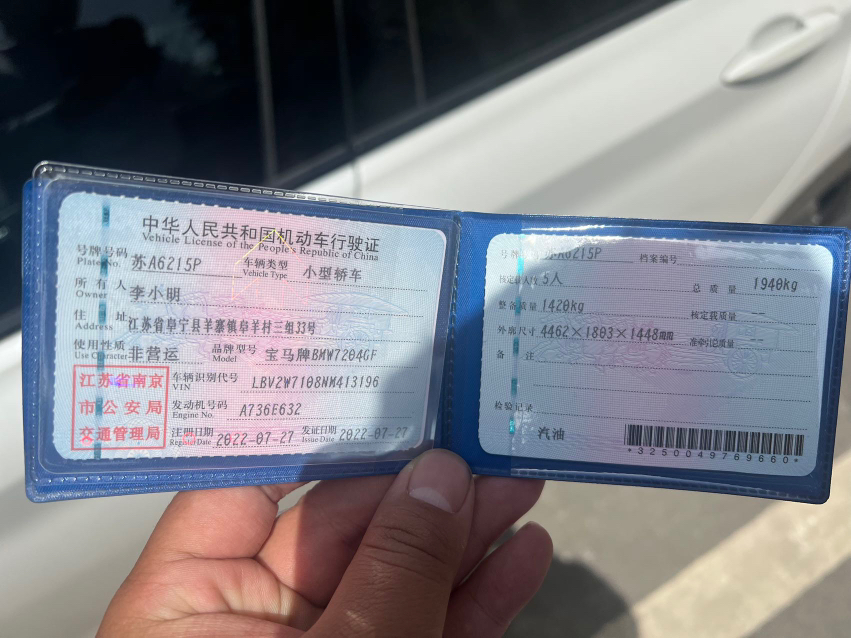 中华人民共和国机动车行驶证
Vehicle License of the People's Republic of China
号牌号码 苏A6215P 车辆类型 小型轿车
Plate No. Vehicle Type
所有人 李小明
Owner
住址 江苏省阜宁县羊寨镇阜羊村三组33号
Address
使用性质 非营运 品牌型号 宝马牌BMW7204GF
Use Character Model
江苏省南京
市公安局
交通管理局
车辆识别代号 LBV2W7108NM413196
VIN
发动机号码 A736E632
Engine No.
注册日期 2022-07-27 发证日期 2022-07-27
Register Date Issue Date
号牌 苏A6215P 档案编号
核定载人数 5人 总质量 1940kg
整备质量 1420kg 核定载质量 --
外廓尺寸 4462×1803×1448mm 准牵引总质量 --
备注
检验记录
汽油
*3250049769660*